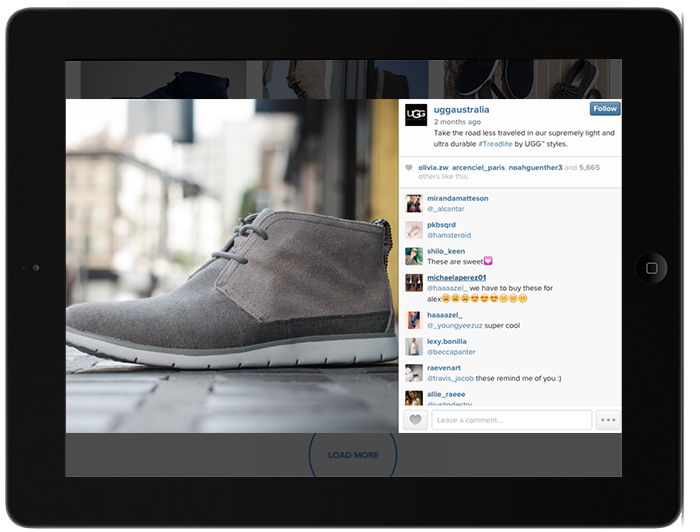 UGG
uggaustralia
Follow
2 months ago
Take the road less traveled in our supremely light and
ultra durable #Treadlite by UGG™ styles.
olivia.zw, arcenciel_paris, noahguenther3 and 5,665
others like this.
mirandamatteson
@_alcantar
pkbsqrd
@hamsteroid
shilo_keen
These are sweet💟
michaelaperez01
@haaaazel_ we have to buy these for
alex😩😩😩😍😍😍😊😊😊
haaaazel_
@_youngyeezuz super cool
lexy.bonilla
@beccapanter
raevenart
@travis_jacob these remind me of you :)
allie_raeee
@justindestry
Leave a comment...
LOAD MORE